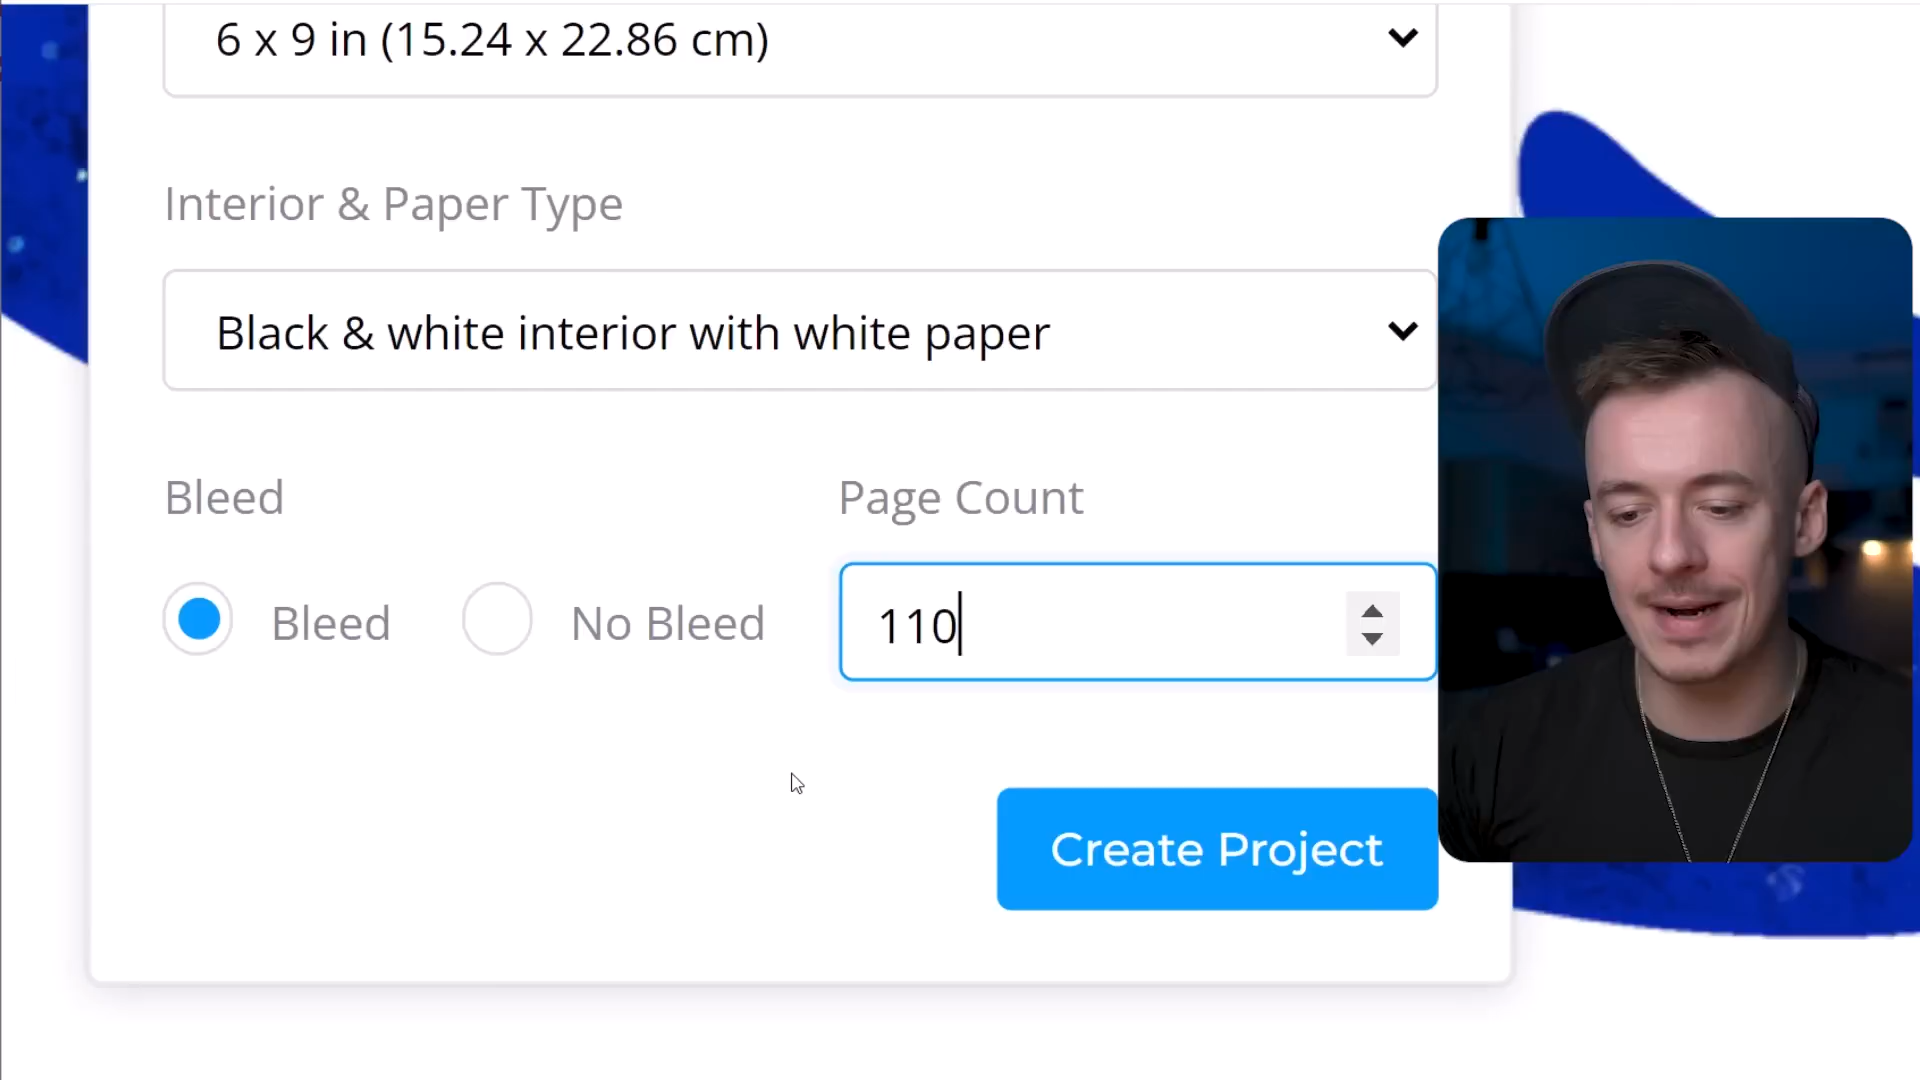 6 x 9 in (15.24 x 22.86 cm)
Interior & Paper Type
Black & white interior with white paper
Bleed
Page Count
Bleed
No Bleed
110
Create Project